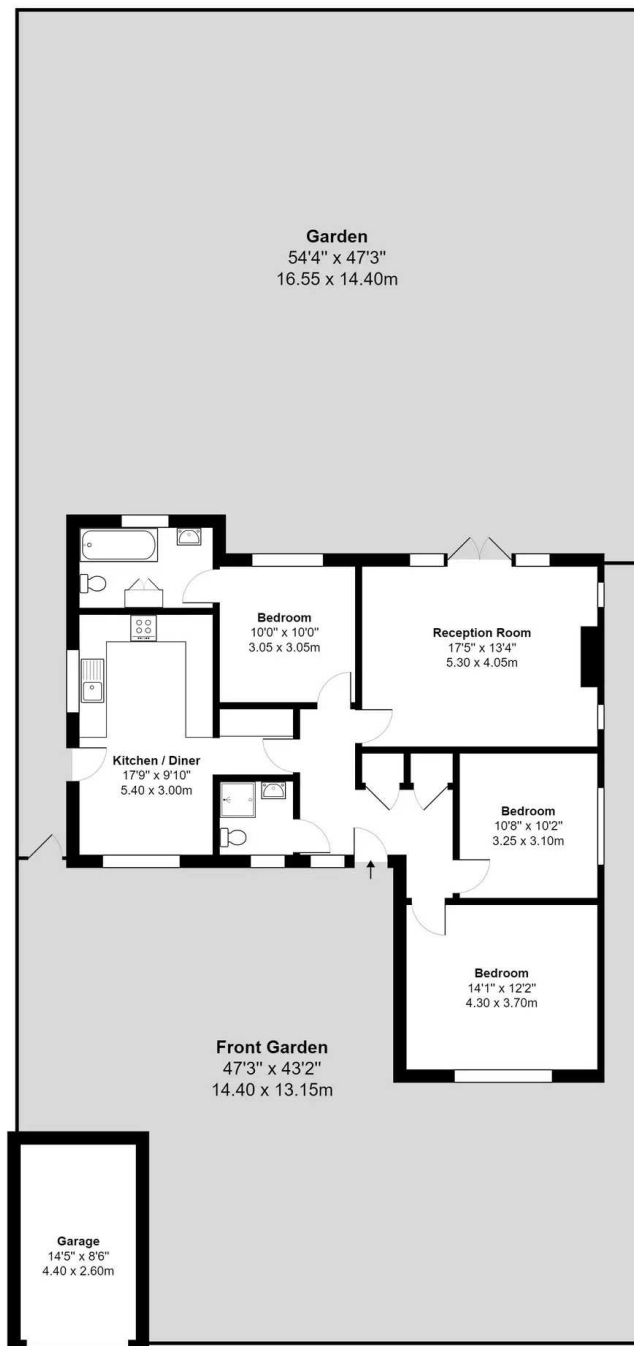 Garden
54'4" x 47'3"
16.55 x 14.40m
Bedroom
10'0" x 10'0"
3.05 x 3.05m
Reception Room
17'5" x 13'4"
5.30 x 4.05m
Kitchen / Diner
17'9" x 9'10"
5.40 x 3.00m
Bedroom
10'8" x 10'2"
3.25 x 3.10m
Bedroom
14'1" x 12'2"
4.30 x 3.70m
Front Garden
47'3" x 43'2"
14.40 x 13.15m
Garage
14'5" x 8'6"
4.40 x 2.60m